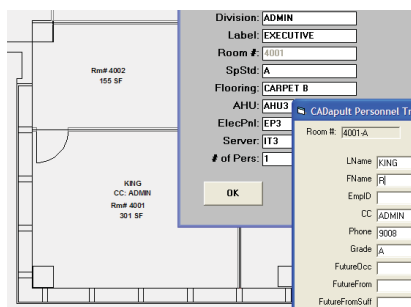 Rm# 4002
155 SF
KING
CC: ADMIN
Rm# 4001
301 SF
Division: ADMIN
Label: EXECUTIVE
Room #: 4001
SpStd: A
Flooring: CARPET B
AHU: AHU3
ElecPnl: EP3
Server: IT3
# of Pers: 1
OK
CADapult Personnel Tr
Room #: 4001-A
LName KING
FName R
EmpID
CC ADMIN
Phone 9008
Grade A
FutureOcc
FutureFrom
FutureFromSuff